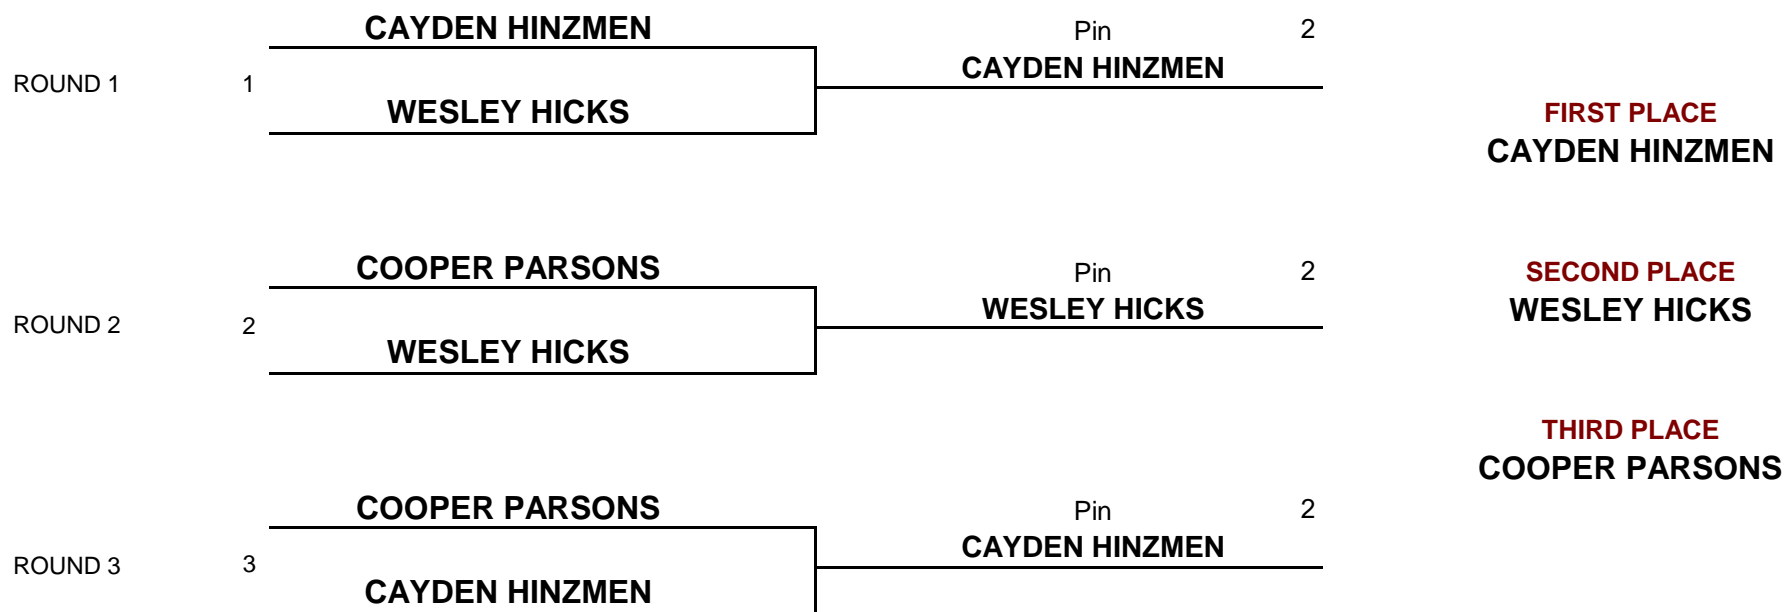 CAYDEN HINZMEN
Pin 2
ROUND 1 1
CAYDEN HINZMEN
WESLEY HICKS
FIRST PLACE
CAYDEN HINZMEN
COOPER PARSONS
Pin 2
SECOND PLACE
ROUND 2 2
WESLEY HICKS
WESLEY HICKS
WESLEY HICKS
THIRD PLACE
COOPER PARSONS
COOPER PARSONS
Pin 2
ROUND 3 3
CAYDEN HINZMEN
CAYDEN HINZMEN